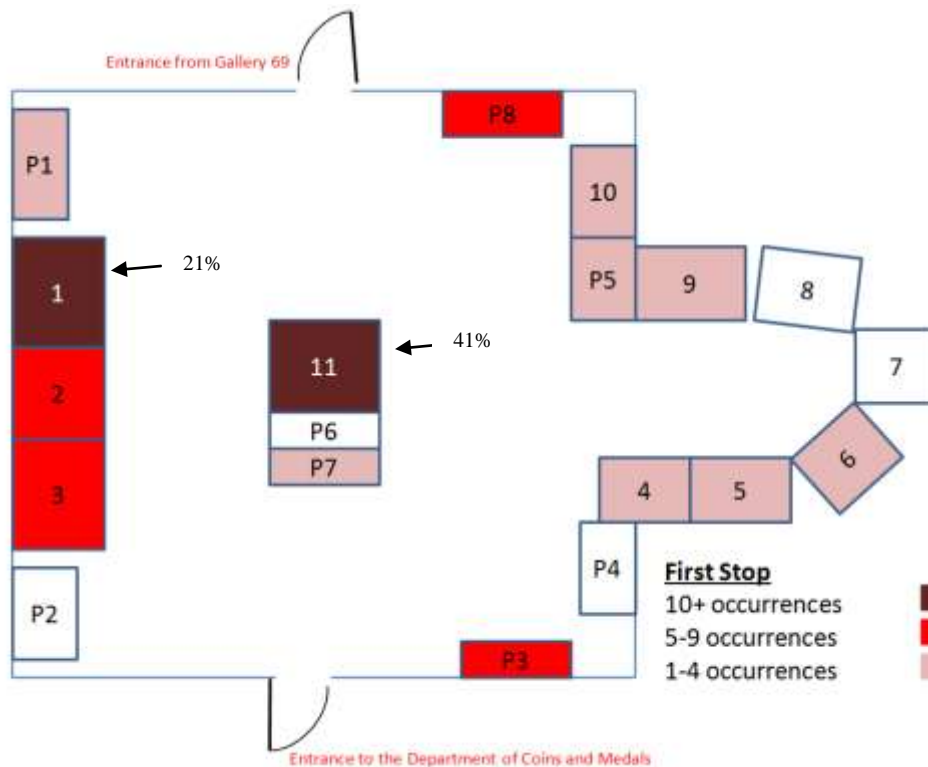 Entrance from Gallery 69
P8
P1
10
21%
1
P5
9
8
41%
11
7
2
P6
P7
6
3
4
5
P4
P2
First Stop
10+ occurrences
5-9 occurrences
1-4 occurrences
P3
Entrance to the Department of Coins and Medals